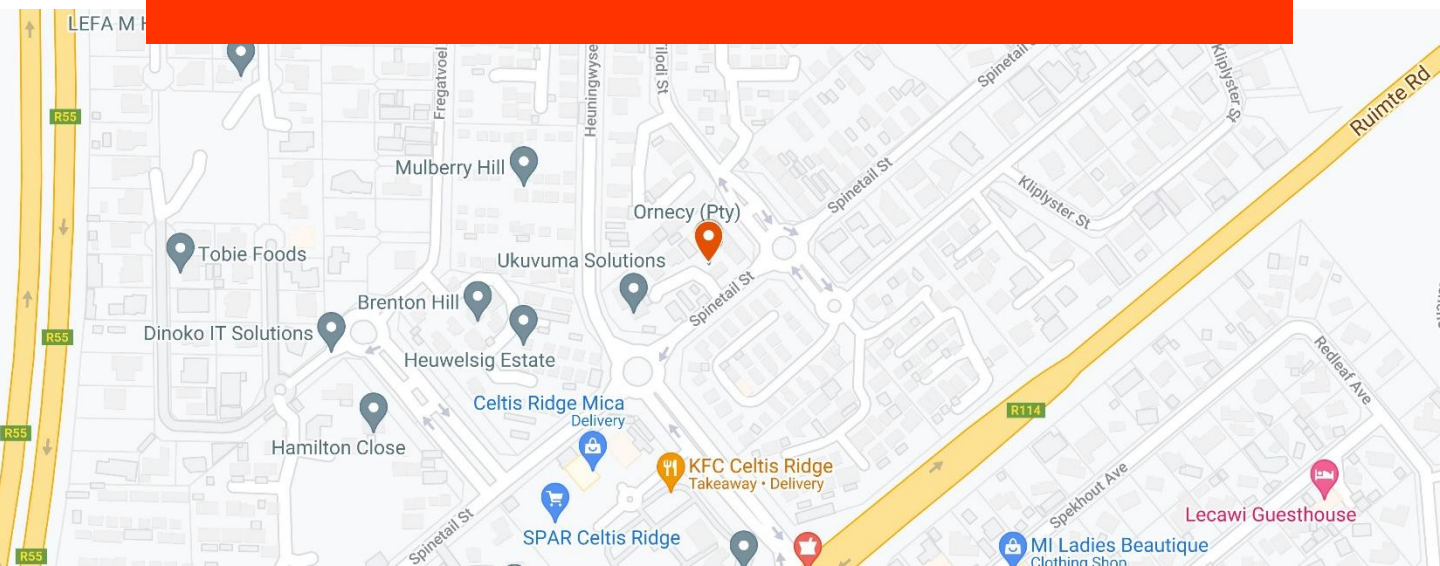 LEFA M
Fregatvoel
Heuningwyse
ilodi St
Spinetail
Kliplyster St
Ruimte Rd
R55
Mulberry Hill
Spinetail St
Kliplyster St
Ornecy (Pty)
Tobie Foods
Ukuvuma Solutions
Brenton Hill
Spinetail St
Dinoko IT Solutions
R55
Heuwelsig Estate
Redleaf Ave
Celtis Ridge Mica
Delivery
R114
R55
Hamilton Close
KFC Celtis Ridge
Takeaway • Delivery
Spekhout Ave
Lecawi Guesthouse
Spinetail St
SPAR Celtis Ridge
MI Ladies Beautique
Clothing Shop
R55